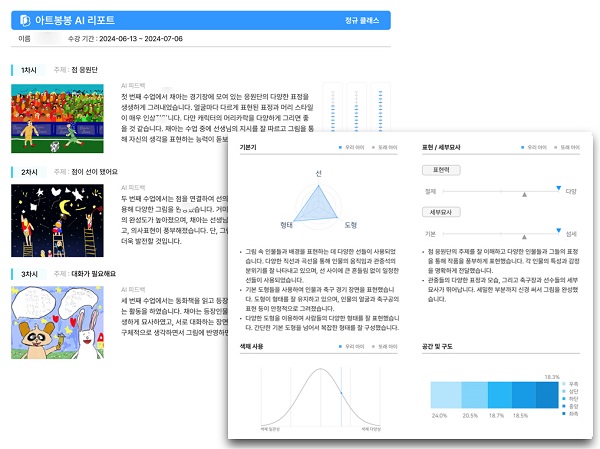 아트봉봉 AI 리포트
정규 클래스
이름
수강 기간 : 2024-06-13 ~ 2024-07-06
1차시
주제 : 점 응원단
AI 피드백
첫 번째 수업에서 채아는 경기장에 모여 있는 응원단의 다양한 표정을
생생하게 그려내었습니다. 얼굴마다 다르게 표현된 표정과 머리 스타일
이 매우 인상
다만 캐릭터의 머리카락을 다양하게 그리면 좋
을 것 같습니다. 채아는 수업 중에 선생님의 지시를 잘 따르고 그림을 통
해 자신의 생각을 표현하는 능력이 돋보
2차시
주제 : 점이 선이 됐어요
AI 피드백
두 번째 수업에서는 점을 연결하여 선의
용해 다양한 그림을 완
의 완성도가 높아졌으며, 채아는 선생님
고, 의사표현이 풍부해졌습니다. 단, 그
더욱 발전할 것입니다.
3차시
주제 : 대화가 필요해요
AI 피드백
세 번째 수업에서는 동화책을 읽고 등장
는 활동을 하였습니다. 채아는 등장인물
생하게 묘사하였고, 서로 대화하는 장면
구체적으로 생각하면서 그림에 반영하면
기본기
우리 아이
또래 아이
선
형태
도형
그림 속 인물들과 배경을 표현하는 데 다양한 선들이 사용되었
습니다. 다양한 직선과 곡선을 통해 인물의 움직임과 관중석의
분위기를 잘 나타내고 있으며, 선 사이에 큰 흔들림 없이 일정한
선들이 사용되었습니다.
기본 도형들을 사용하여 인물과 축구 경기 장면을 표현했습니
다. 도형이 형태를 잘 유지하고 있으며, 인물의 얼굴과 축구공의
표현 등이 안정적으로 그려졌습니다.
다양한 도형을 이용하여 사람들의 다양한 형태를 잘 표현했습니
다. 간단한 기본 도형을 넘어서 복잡한 형태를 잘 구성했습니다.
표현 / 세부묘사
우리 아이
또래 아이
표현력
절제
다양
세부묘사
기본
섬세
점 응원단의 주제를 잘 이해하고 다양한 인물들과 그들의 표정
을 통해 작품을 풍부하게 표현했습니다. 각 인물의 특성과 감정
을 명확하게 전달했습니다.
관중들의 다양한 표정과 모습, 그리고 축구장과 선수들의 세부
묘사가 뛰어납니다. 세밀한 부분까지 신경 써서 그림을 완성했
습니다.
색채 사용
우리 아이
또래 아이
색채 일관성
색채 다양성
공간 및 구도
18.3%
24.0%
20.5%
18.7%
18.5%
우측
상단
하단
중앙
좌측